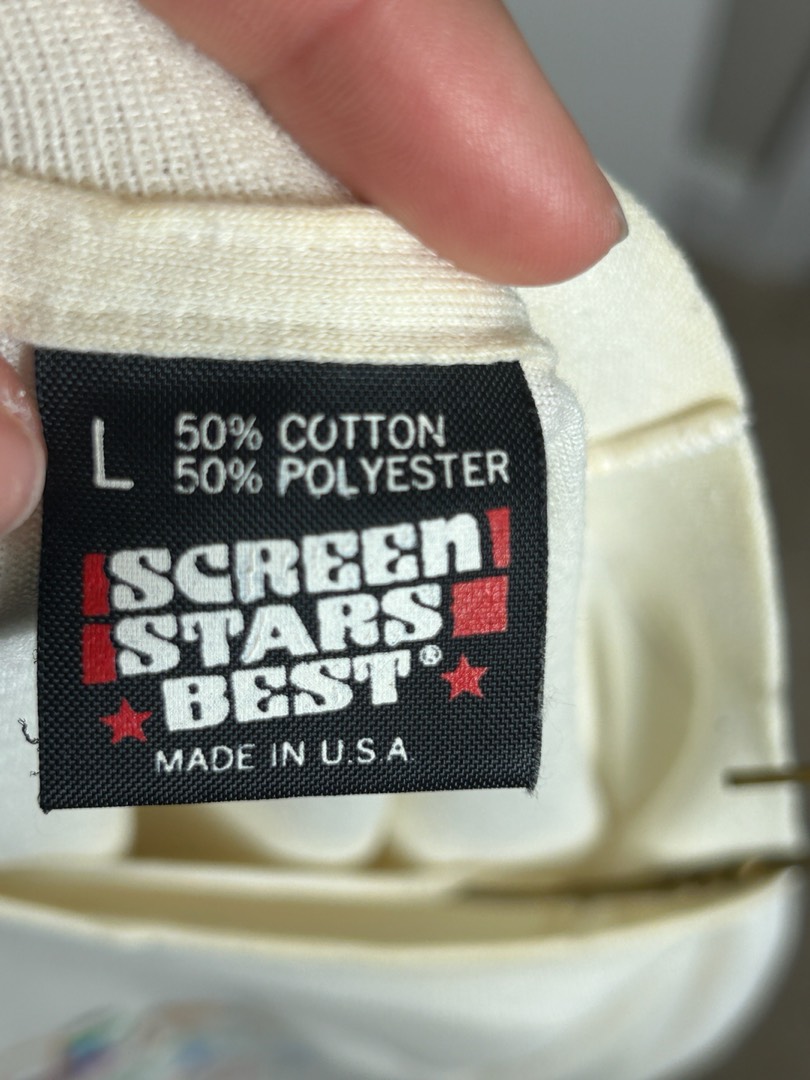 L
50% COTTON
50% POLYESTER
SCREEn
STARS
BEST®
MADE IN U.S.A